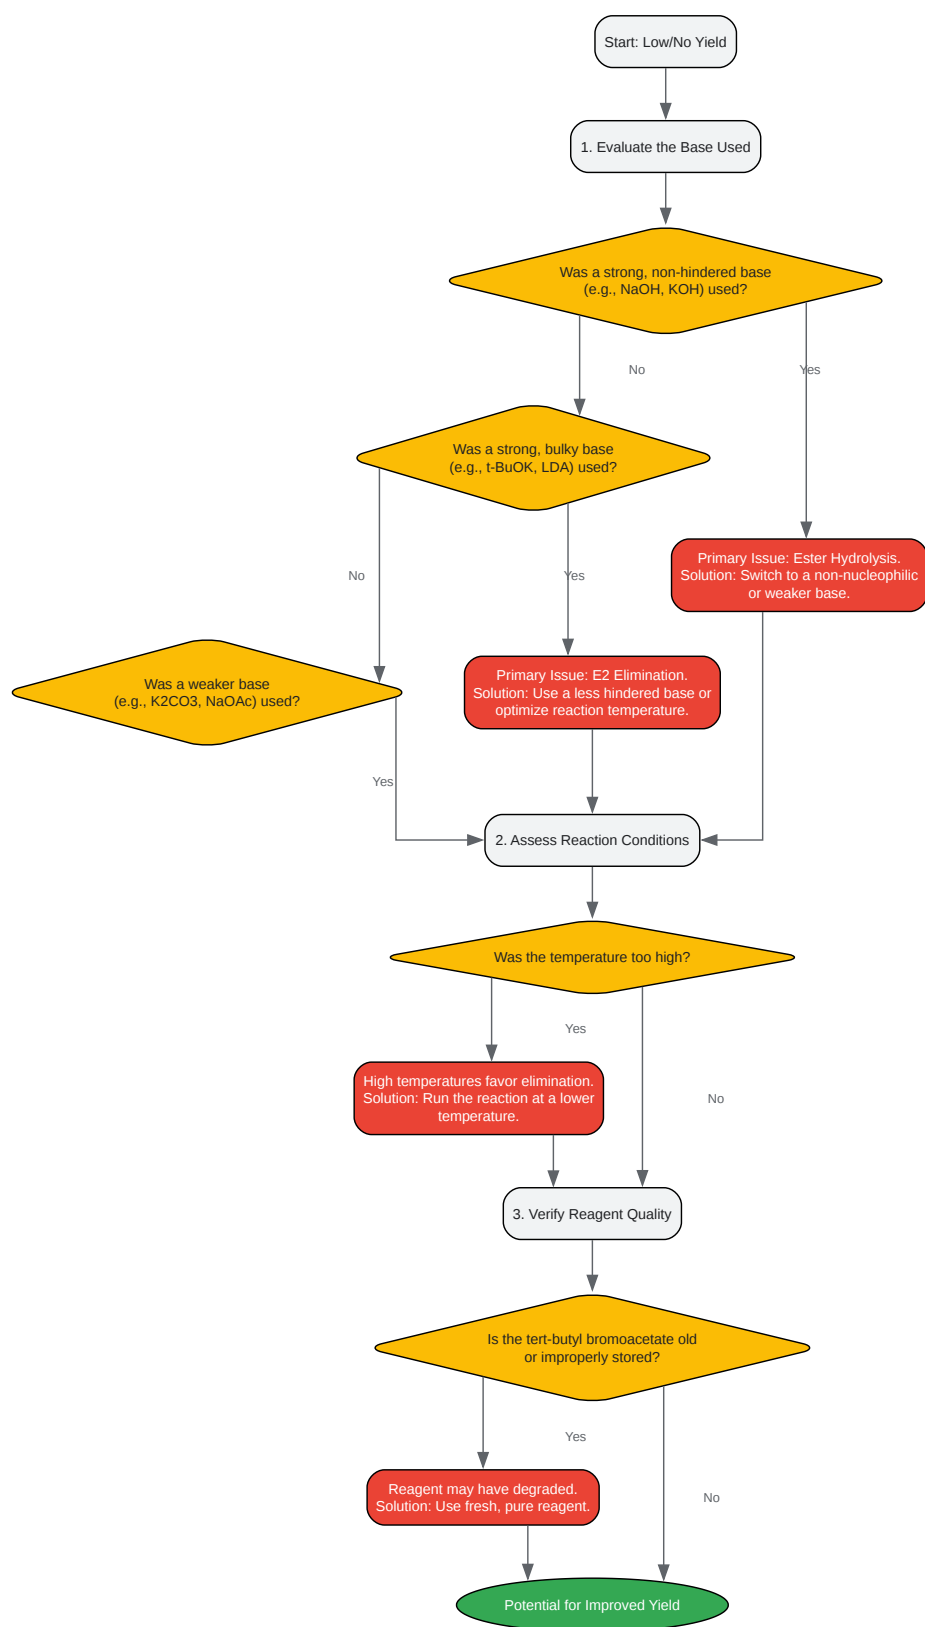 Start: Low/No Yield
1. Evaluate the Base Used
Was a strong, non-hindered base
(e.g., NaOH, KOH) used?
No
Yes
Was a strong, bulky base
(e.g., t-BuOK, LDA) used?
No
Yes
Primary Issue: Ester Hydrolysis.
Solution: Switch to a non-nucleophilic
or weaker base.
Was a weaker base
(e.g., K2CO3, NaOAc) used?
Primary Issue: E2 Elimination.
Solution: Use a less hindered base or
optimize reaction temperature.
Yes
2. Assess Reaction Conditions
Was the temperature too high?
Yes
High temperatures favor elimination.
Solution: Run the reaction at a lower
temperature.
No
3. Verify Reagent Quality
Is the tert-butyl bromoacetate old
or improperly stored?
Yes
Reagent may have degraded.
Solution: Use fresh, pure reagent.
No
Potential for Improved Yield